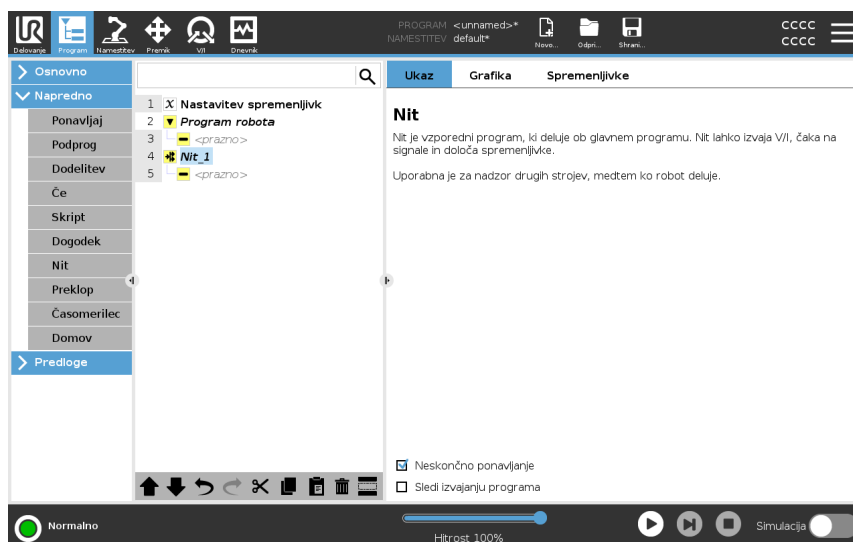 PROGRAM <unnamed>*
NAMESTITEV default*
cccc
cccc
Delovanje Program Namestitev Premik V/I Dnevnik Novo... Odpri... Shrani...
Osnovno
Napredno
Ponavljaj
Podprog
Dodelitev
Če
Skript
Dogodek
Nit
Preklop
Časomerilec
Domov
Predloge
1 X Nastavitev spremenljivk
2 Program robota
3 <prazno>
4 Nit_1
5 <prazno>
Ukaz Grafika Spremenljivke
Nit
Nit je vzporedni program, ki deluje ob glavnem programu. Nit lahko izvaja V/I, čaka na
signale in določa spremenljivke.
Uporabna je za nadzor drugih strojev, medtem ko robot deluje.
Neskončno ponavljanje
Sledi izvajanju programa
Normalno
Hitrost 100%
Simulacija